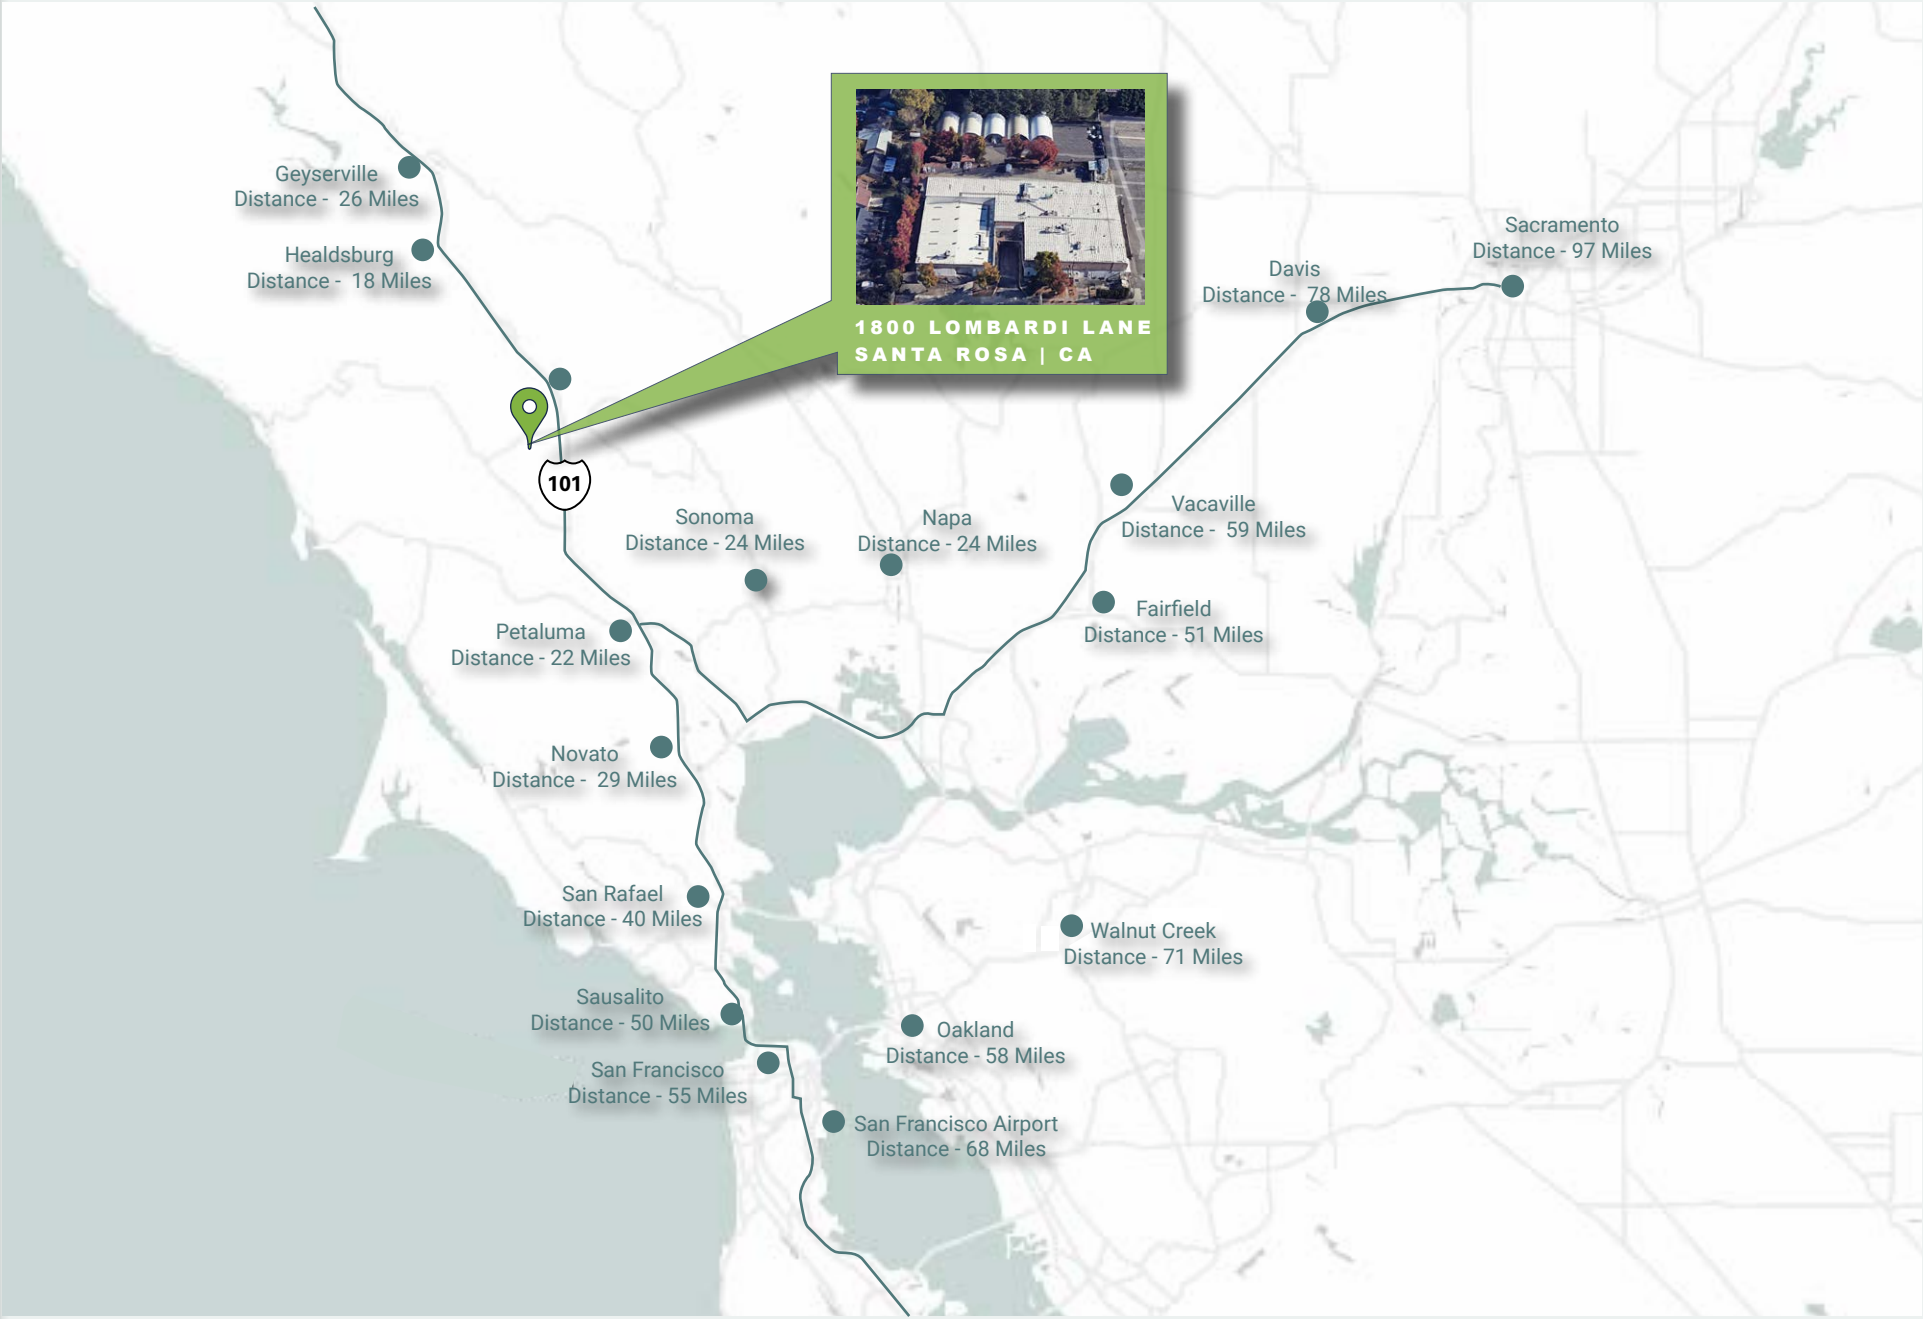 Geyserville
Distance - 26 Miles
Healdsburg
Distance - 18 Miles
1800 LOMBARDI LANE
SANTA ROSA | CA
Sacramento
Distance - 97 Miles
Davis
Distance - 78 Miles
101
Sonoma
Distance - 24 Miles
Napa
Distance - 24 Miles
Vacaville
Distance - 59 Miles
Fairfield
Distance - 51 Miles
Petaluma
Distance - 22 Miles
Novato
Distance - 29 Miles
San Rafael
Distance - 40 Miles
Walnut Creek
Distance - 71 Miles
Sausalito
Distance - 50 Miles
Oakland
Distance - 58 Miles
San Francisco
Distance - 55 Miles
San Francisco Airport
Distance - 68 Miles